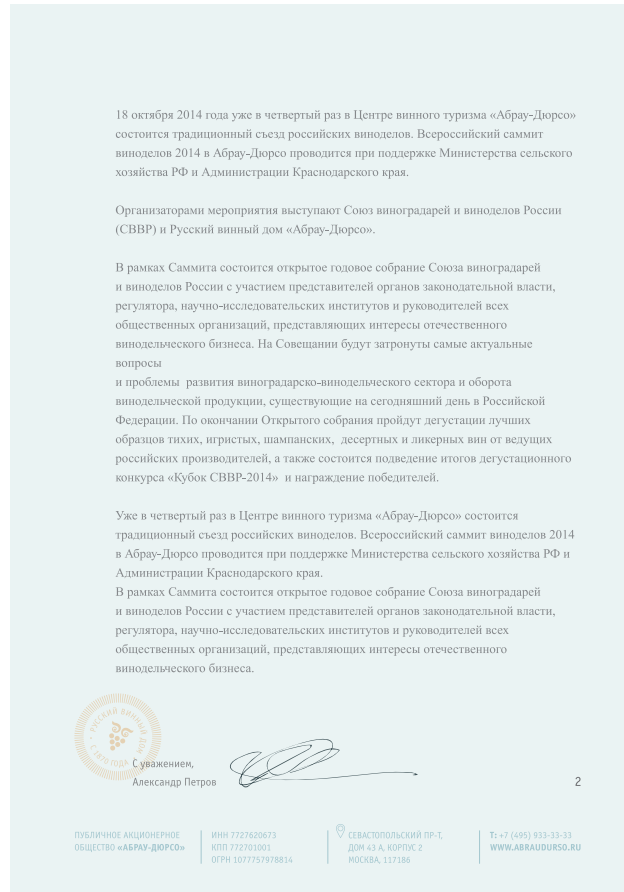 18 октября 2014 года уже в четвертый раз в Центре винного туризма «Абрау-Дюрсо»
состоится традиционный съезд российских виноделов. Всероссийский саммит
виноделов 2014 в Абрау-Дюрсо проводится при поддержке Министерства сельского
хозяйства РФ и Администрации Краснодарского края.

Организаторами мероприятия выступают Союз виноградарей и виноделов России
(СВВР) и Русский винный дом «Абрау-Дюрсо».

В рамках Саммита состоится открытое годовое собрание Союза виноградарей
и виноделов России с участием представителей органов законодательной власти,
регулятора, научно-исследовательских институтов и руководителей всех
общественных организаций, представляющих интересы отечественного
винодельческого бизнеса. На Совещании будут затронуты самые актуальные
вопросы
и проблемы развития виноградарско-винодельческого сектора и оборота
винодельческой продукции, существующие на сегодняшний день в Российской
Федерации. По окончании Открытого собрания пройдут дегустации лучших
образцов тихих, игристых, шампанских, десертных и ликерных вин от ведущих
российских производителей, а также состоится подведение итогов дегустационного
конкурса «Кубок СВВР-2014» и награждение победителей.

Уже в четвертый раз в Центре винного туризма «Абрау-Дюрсо» состоится
традиционный съезд российских виноделов. Всероссийский саммит виноделов 2014
в Абрау-Дюрсо проводится при поддержке Министерства сельского хозяйства РФ и
Администрации Краснодарского края.
В рамках Саммита состоится открытое годовое собрание Союза виноградарей
и виноделов России с участием представителей органов законодательной власти,
регулятора, научно-исследовательских институтов и руководителей всех
общественных организаций, представляющих интересы отечественного
винодельческого бизнеса.

РУССКИЙ ВИННЫЙ ДОМ
С 1870 ГОДА
С уважением,
Александр Петров
2

ПУБЛИЧНОЕ АКЦИОНЕРНОЕ
ОБЩЕСТВО «АБРАУ-ДЮРСО»
ИНН 7727620673
КПП 772701001
ОГРН 1077757978814
СЕВАСТОПОЛЬСКИЙ ПР-Т,
ДОМ 43 А, КОРПУС 2
МОСКВА, 117186
Т: +7 (495) 933-33-33
WWW.ABRAUDURSO.RU